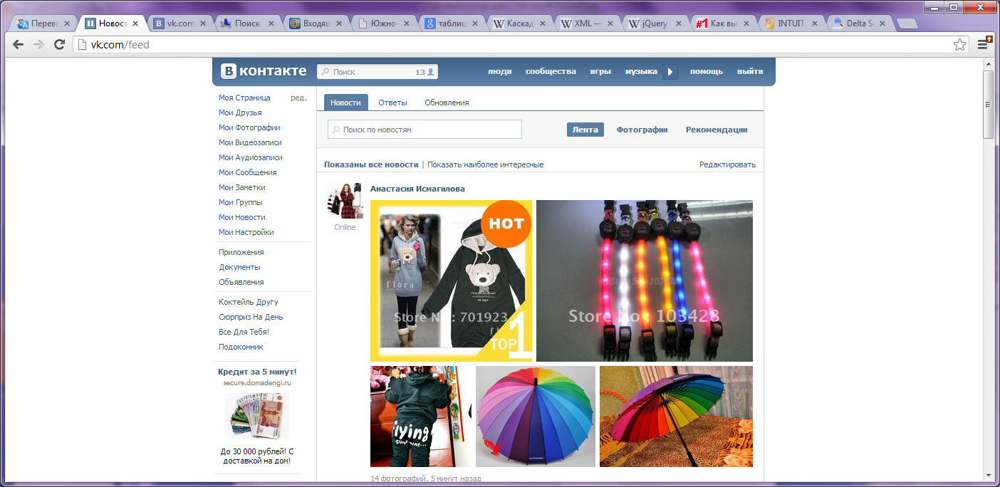 Перево
Новост
vk.com
Поиск
Входящ
Южно-
таблиц
Каскад
XML —
jQuery
#1 Как вы
INTUIT
Delta S
vk.com/feed
В контакте
Поиск 13
люди сообщества игры музыка помощь выйти
Моя Страница ред.
Мои Друзья
Мои Фотографии
Мои Видеозаписи
Мои Аудиозаписи
Мои Сообщения
Мои Заметки
Мои Группы
Мои Новости
Мои Настройки
Приложения
Документы
Объявления
Коктейль Другу
Сюрприз На День
Все Для Тебя!
Подоконник
Кредит за 5 минут!
secure.domadengi.ru
До 30 000 рублей! С
доставкой на дом!
Новости Ответы Обновления
Поиск по новостям
Лента Фотографии Рекомендации
Показаны все новости | Показать наиболее интересные
Редактировать
Анастасия Исмагилова
Online
HOT
flora
Store No : 701923
TOP 1
Store No : 103428
flying
14 фотографий, 5 минут назад